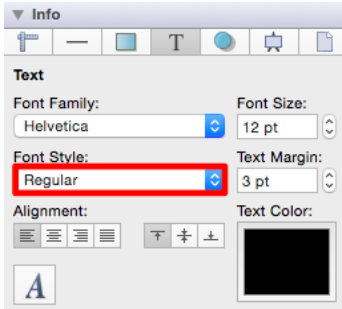 Info
T
Text
Font Family: Font Size:
Helvetica 12 pt
Font Style: Text Margin:
Regular 3 pt
Alignment: Text Color:
A